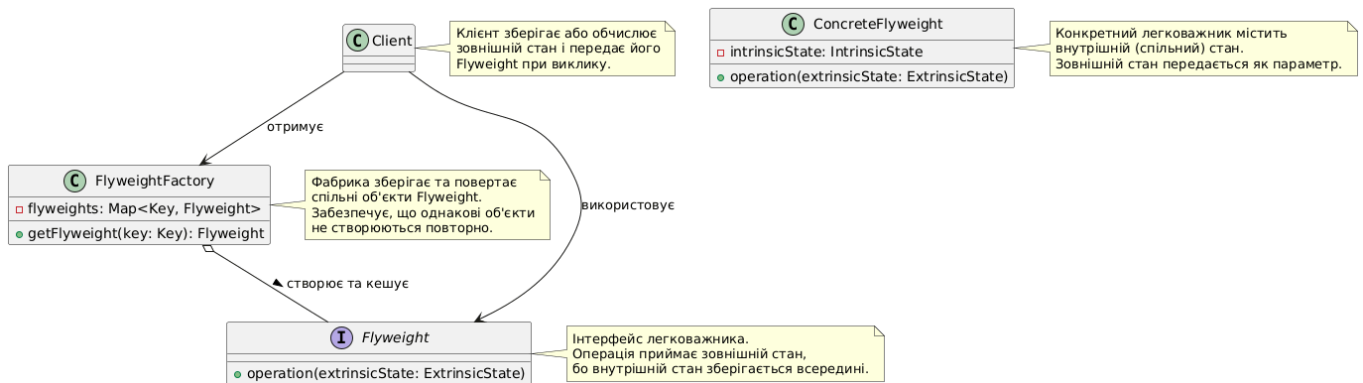 Client
Клієнт зберігає або обчислює
зовнішній стан і передає його
Flyweight при виклику.
ConcreteFlyweight
intrinsicState: IntrinsicState
operation(extrinsicState: ExtrinsicState)
Конкретний легковажник містить
внутрішній (спільний) стан.
Зовнішній стан передається як параметр.
отримує
FlyweightFactory
flyweights: Map<Key, Flyweight>
getFlyweight(key: Key): Flyweight
Фабрика зберігає та повертає
спільні об'єкти Flyweight.
Забезпечує, що однакові об'єкти
не створюються повторно.
використовує
створює та кешує
Flyweight
operation(extrinsicState: ExtrinsicState)
Інтерфейс легковажника.
Операція приймає зовнішній стан,
бо внутрішній стан зберігається всередині.